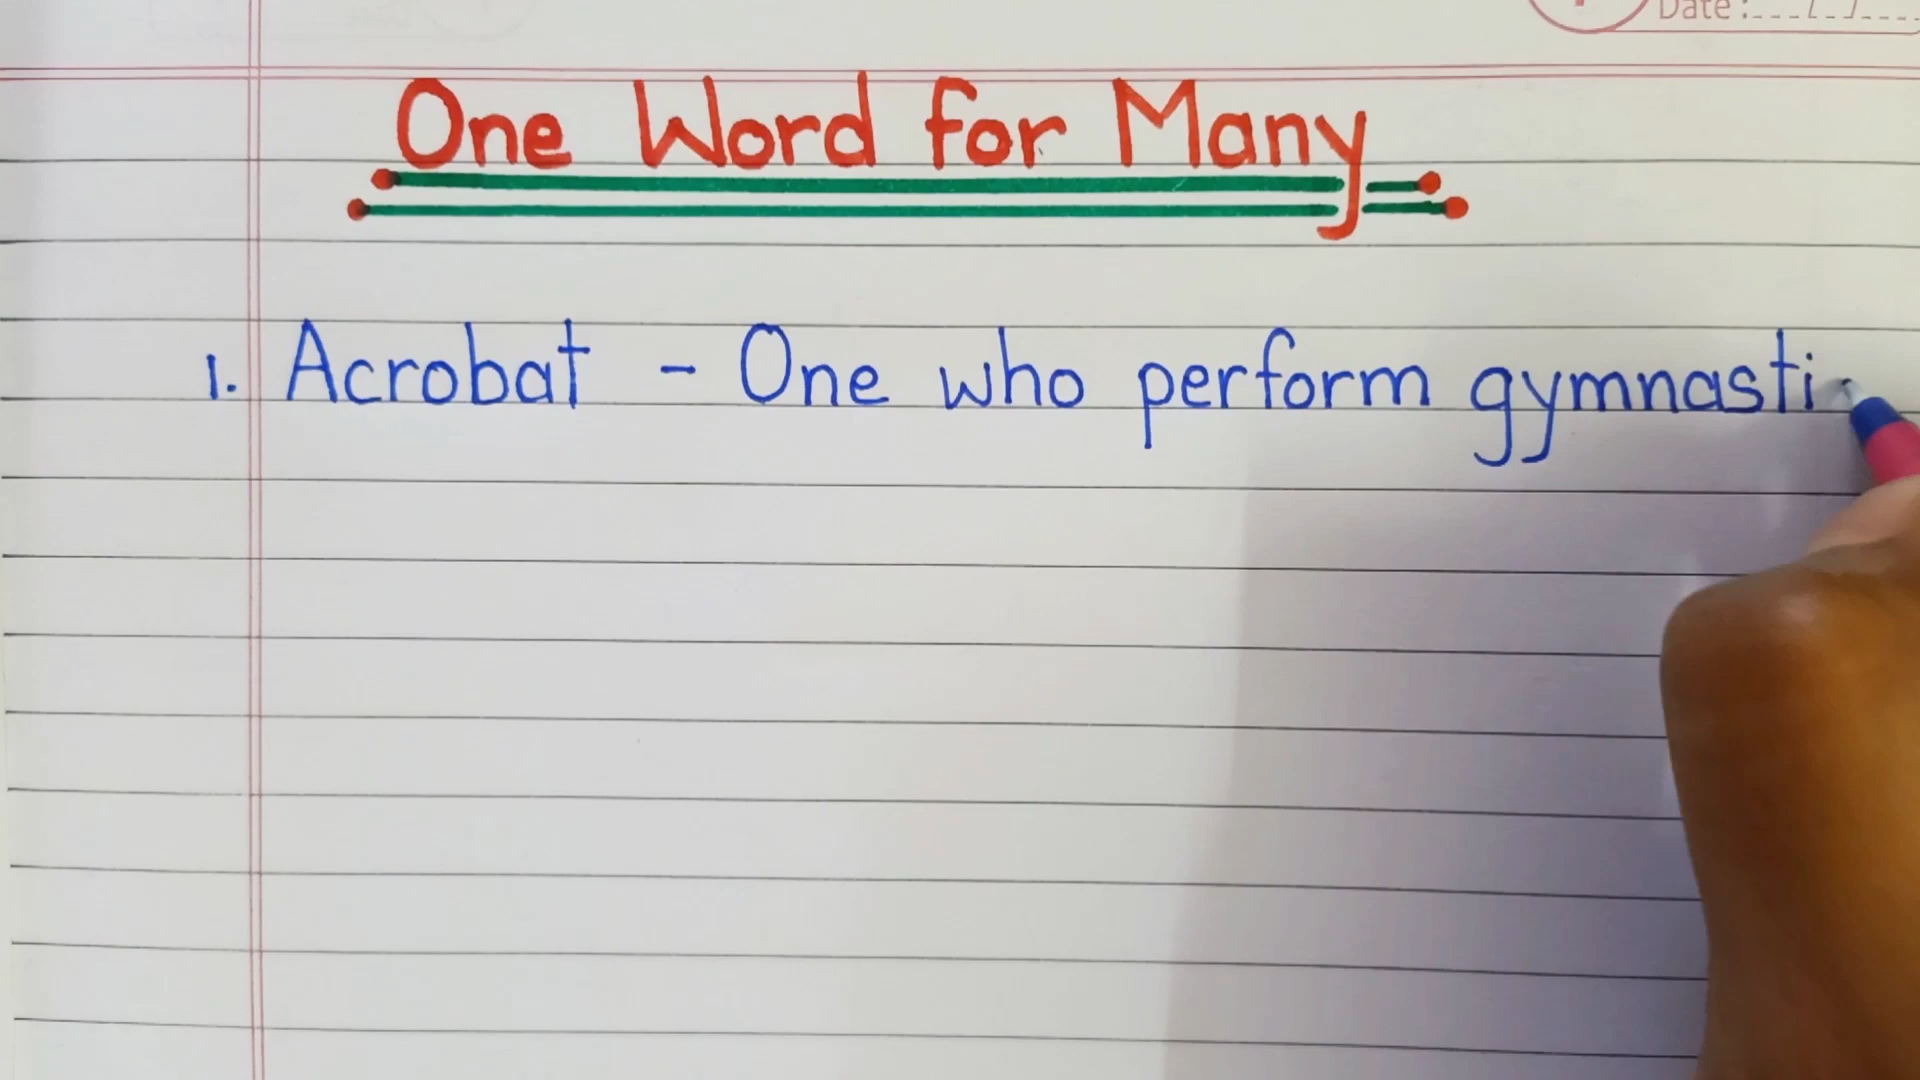 Date :
One Word for Many
1. Acrobat - One who perform gymnasti